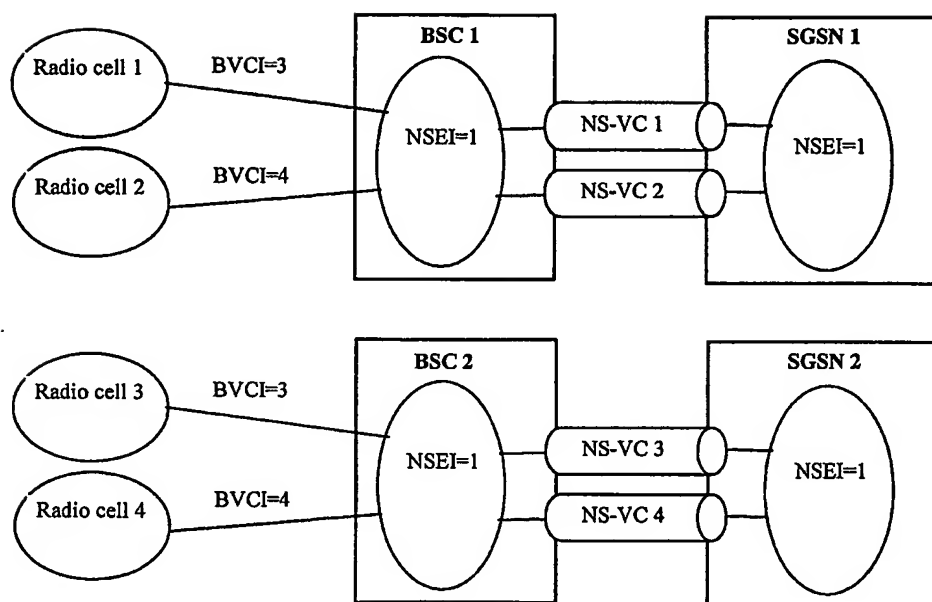 BSC 1
SGSN 1
Radio cell 1
BVCI=3
NSEI=1
NS-VC 1
NSEI=1
Radio cell 2
BVCI=4
NS-VC 2
BSC 2
SGSN 2
Radio cell 3
BVCI=3
NSEI=1
NS-VC 3
NSEI=1
Radio cell 4
BVCI=4
NS-VC 4